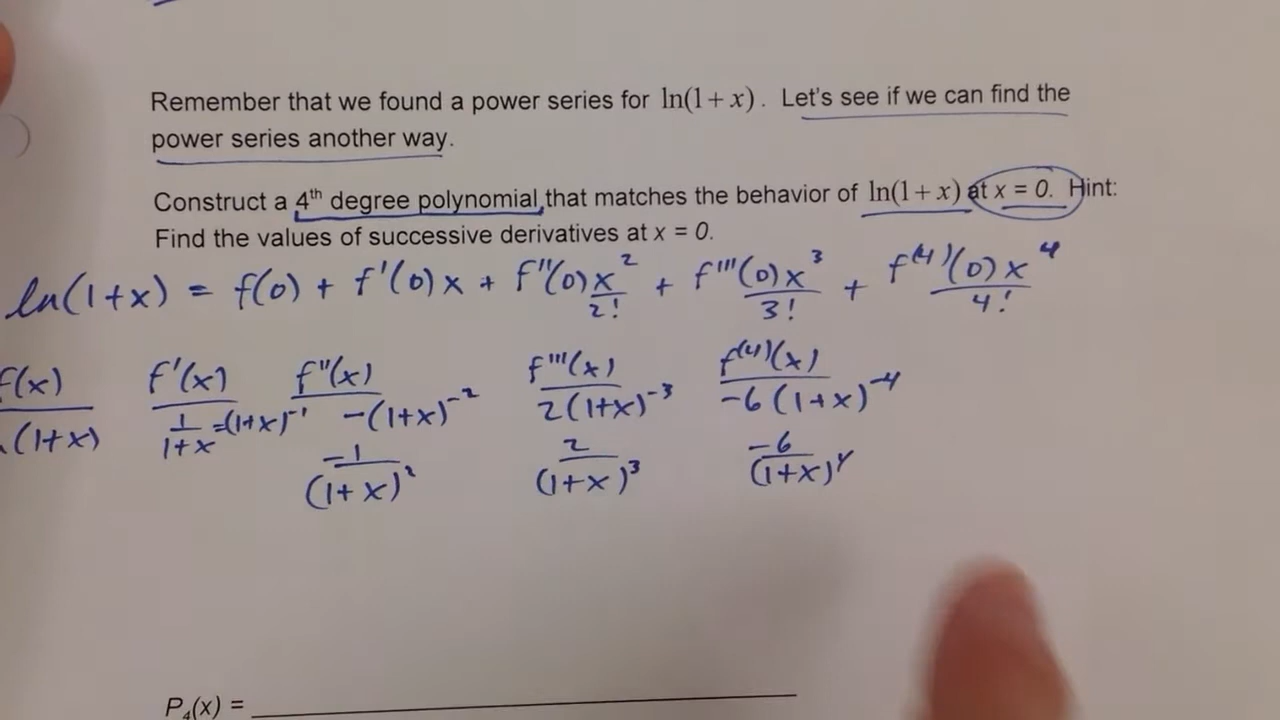 Remember that we found a power series for ln(1+x). Let's see if we can find the
power series another way.
Construct a 4th degree polynomial that matches the behavior of ln(1+x) at x = 0. Hint:
Find the values of successive derivatives at x = 0.
ln(1+x) = f(0) + f'(0)x + f''(0)x²/2! + f'''(0)x³/3! + f⁽⁴⁾(0)x⁴/4!
f(x) f'(x) f''(x) f'''(x) f⁽⁴⁾(x)
(1+x) 1/1+x =(1+x)⁻¹ -(1+x)⁻² 2(1+x)⁻³ -6(1+x)⁻⁴
-1/(1+x)² 2/(1+x)³ -6/(1+x)⁴
P₄(x) =